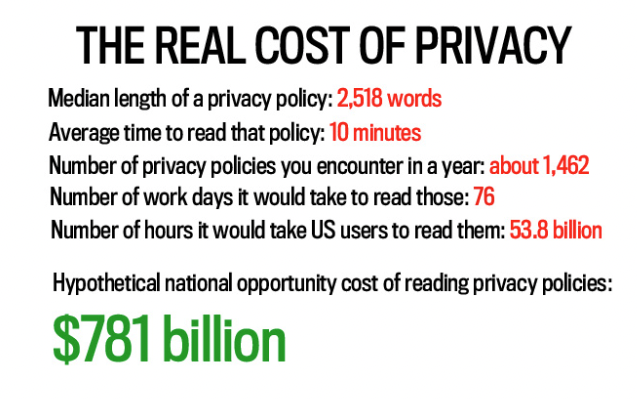 THE REAL COST OF PRIVACY
Median length of a privacy policy: 2,518 words
Average time to read that policy: 10 minutes
Number of privacy policies you encounter in a year: about 1,462
Number of work days it would take to read those: 76
Number of hours it would take US users to read them: 53.8 billion
Hypothetical national opportunity cost of reading privacy policies:
$781 billion